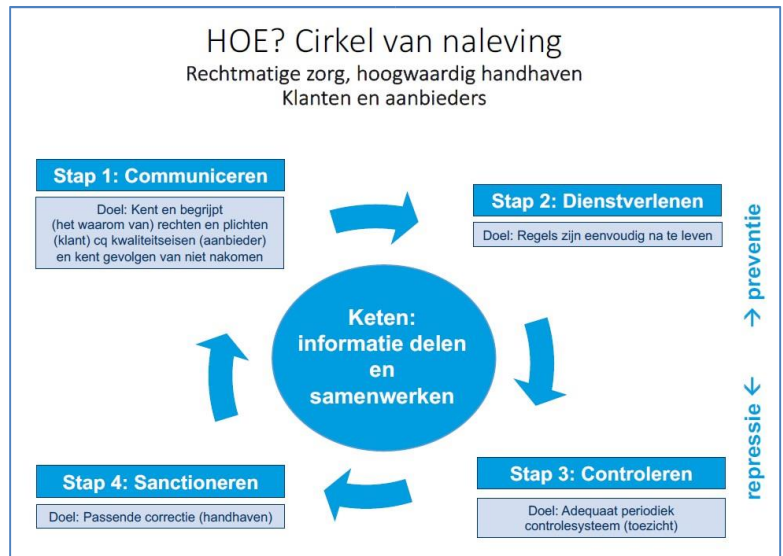 HOE? Cirkel van naleving
Rechtmatige zorg, hoogwaardig handhaven
Klanten en aanbieders
Stap 1: Communiceren
Doel: Kent en begrijpt
(het waarom van) rechten en plichten
(klant) cq kwaliteitseisen (aanbieder)
en kent gevolgen van niet nakomen
Stap 2: Dienstverlenen
Doel: Regels zijn eenvoudig na te leven
→ preventie
Keten:
informatie delen
en
samenwerken
repressie ←
Stap 3: Controleren
Doel: Adequaat periodiek
controlesysteem (toezicht)
Stap 4: Sanctioneren
Doel: Passende correctie (handhaven)